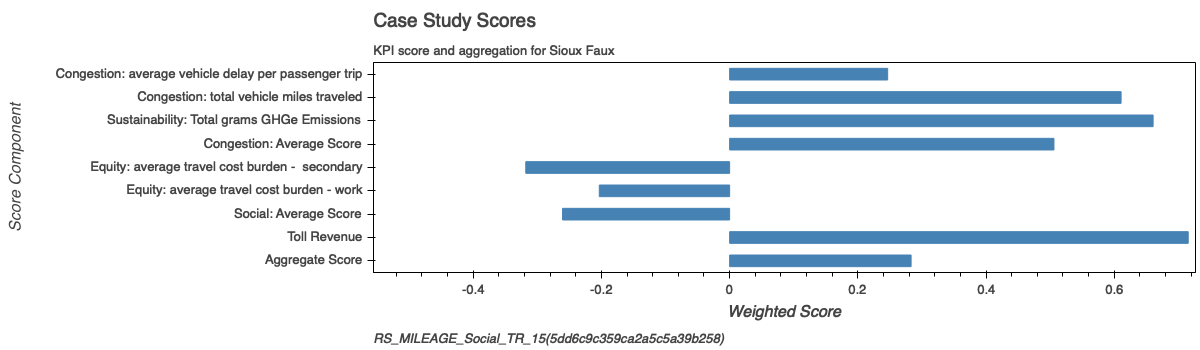 Case Study Scores
KPI score and aggregation for Sioux Faux
Score Component
Congestion: average vehicle delay per passenger trip
Congestion: total vehicle miles traveled
Sustainability: Total grams GHGe Emissions
Congestion: Average Score
Equity: average travel cost burden -  secondary
Equity: average travel cost burden - work
Social: Average Score
Toll Revenue
Aggregate Score
-0.4 -0.2 0 0.2 0.4 0.6
Weighted Score
RS_MILEAGE_Social_TR_15(5dd6c9c359ca2a5c5a39b258)